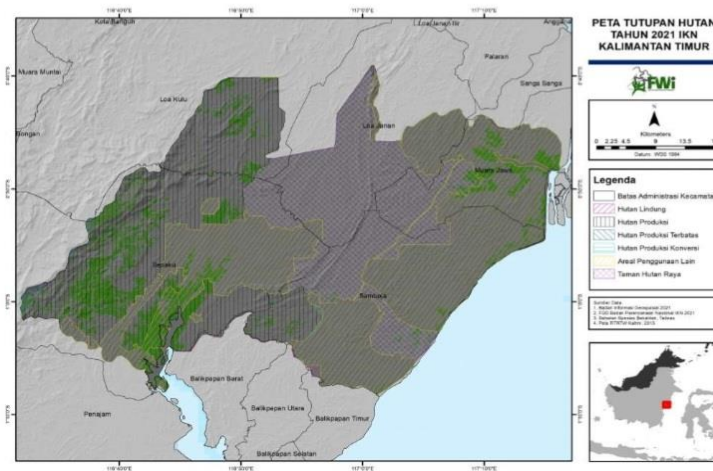 PETA TUTUPAN HUTAN
TAHUN 2021 IKN
KALIMANTAN TIMUR
FWi
N
Kilometers
0 2.25 4.5 9 13.5
Datum : WGS 1984
Legenda
Batas Administrasi Kecamata
Hutan Lindung
Hutan Produksi
Hutan Produksi Terbatas
Hutan Produksi Konversi
Areal Penggunaan Lain
Taman Hutan Raya
Sumber Data
Kota Bangun
Loa Janan Ilir
Muara Muntai
Palaran
Sanga Sanga
Loa Kulu
Loa Janan
Bongan
Muara Jawa
Sepaku
Samboja
Balikpapan Barat
Penajam
Balikpapan Utara
Balikpapan Timur
Balikpapan Selatan